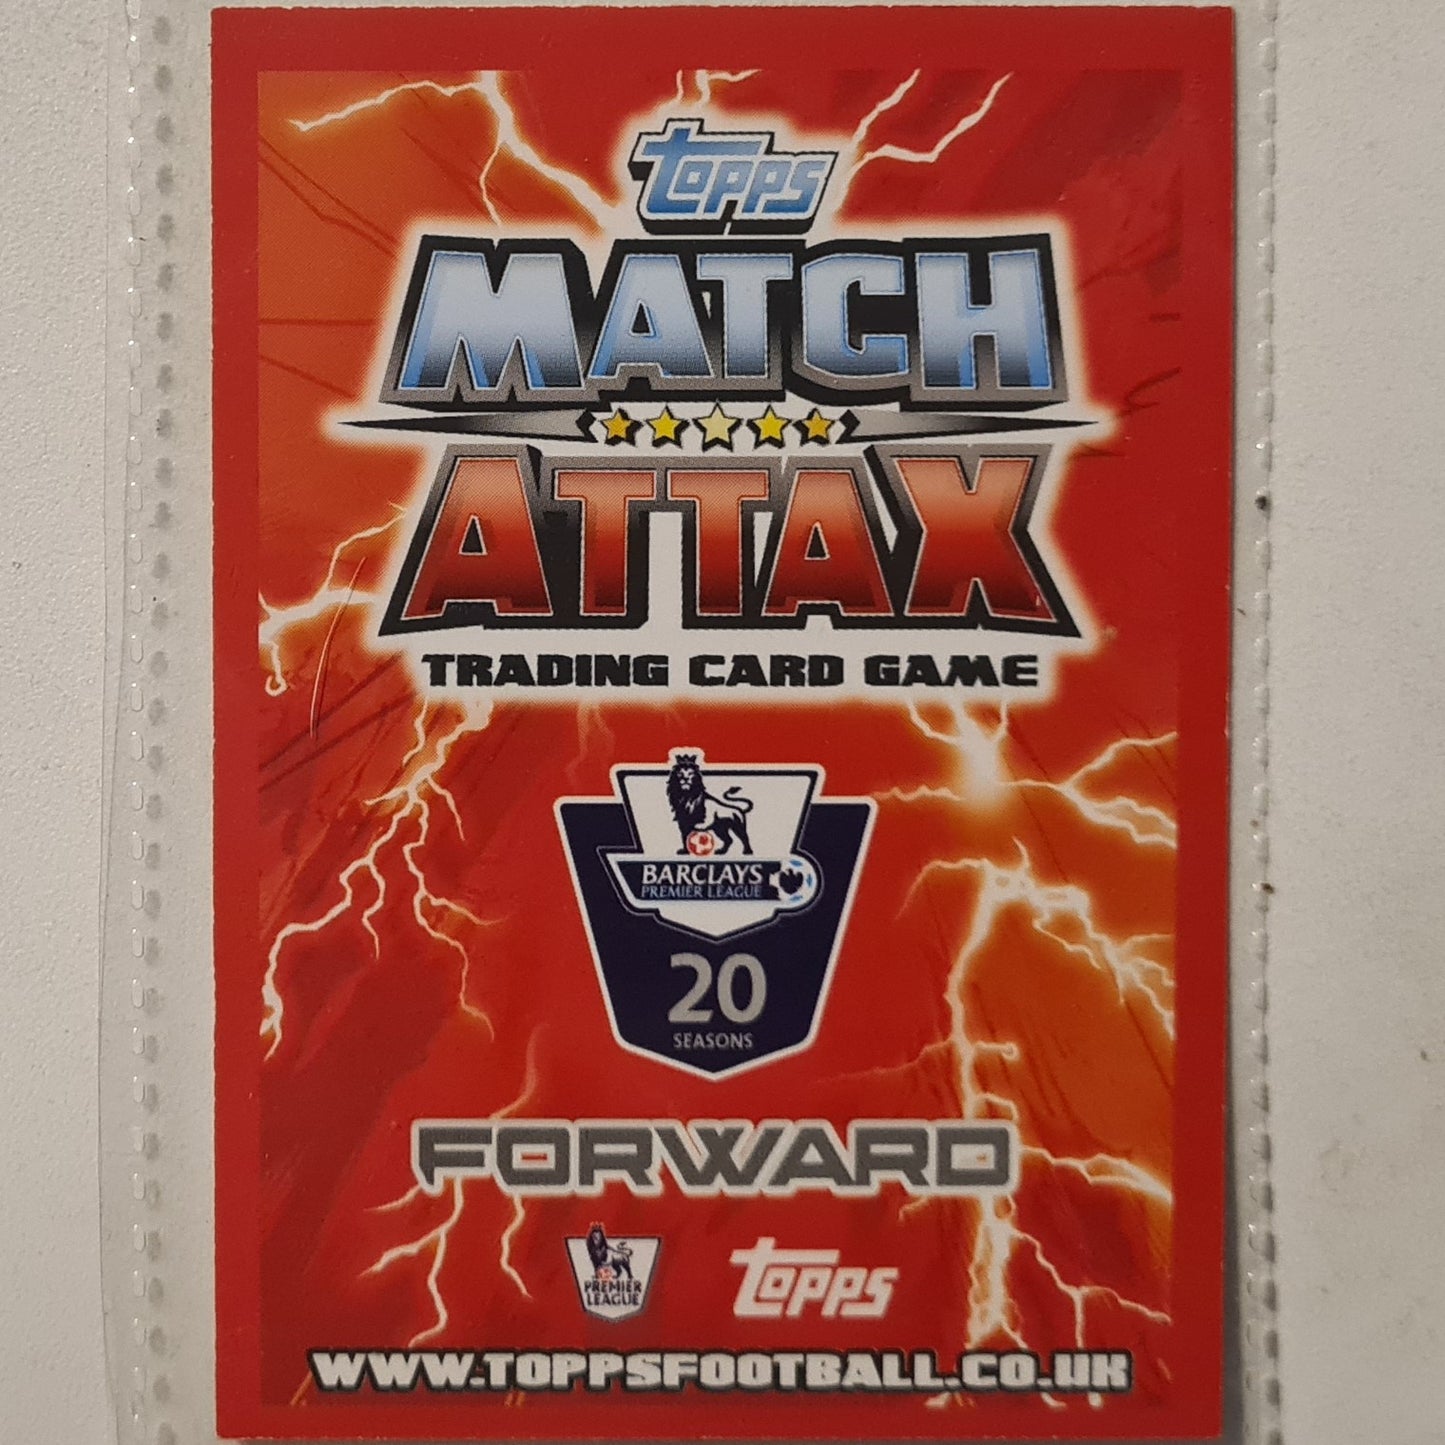 topps
MATCH
ATTAX
TRADING CARD GAME
BARCLAYS
PREMIER LEAGUE
20
SEASONS
FORWARD
PREMIER
LEAGUE
topps
WWW.TOPPSFOOTBALL.CO.UK